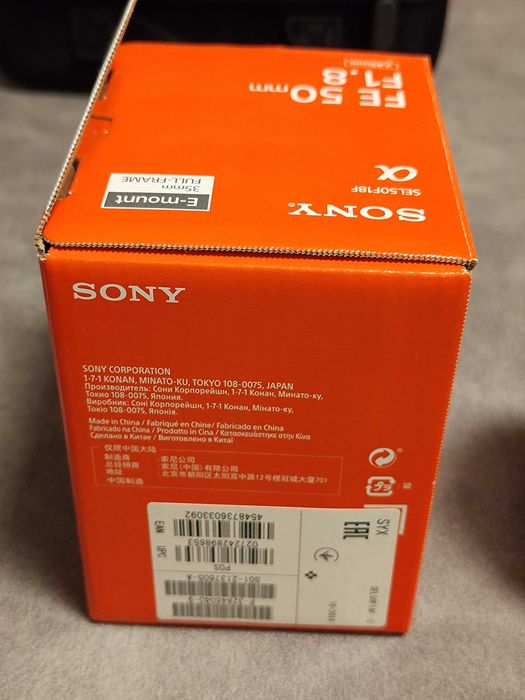 FE 50mm
F1.8
α
SEL50F18F
E-mount
35mm
FULL-FRAME
SONY
SONY
SONY CORPORATION
1-7-1 KONAN, MINATO-KU, TOKYO 108-0075, JAPAN
Производитель: Сони Корпорейшн, 1-7-1 Конан, Минато-ку,
Токио 108-0075, Япония.
Виробник: Соні Корпорейшн, 1-7-1 Конан, Мінато-ку,
Токіо 108-0075, Японія.
Made in China / Fabriqué en Chine / Fabricado en China
Fabricado na China / Prodotto in Cina / Κατασκευάστηκε στην Κίνα
Сделано в Китае / Виготовлено в Китаї
仅限中国大陆
制造商 :索尼公司
总经销商 :索尼(中国)有限公司
地址: 北京市朝阳区太阳宫中路12号楼冠城大厦701
中国制造
4548736033092
EAN
027242898653
UPC
POS
S01-2137605-A
P-32846040-3
SYX
EAC